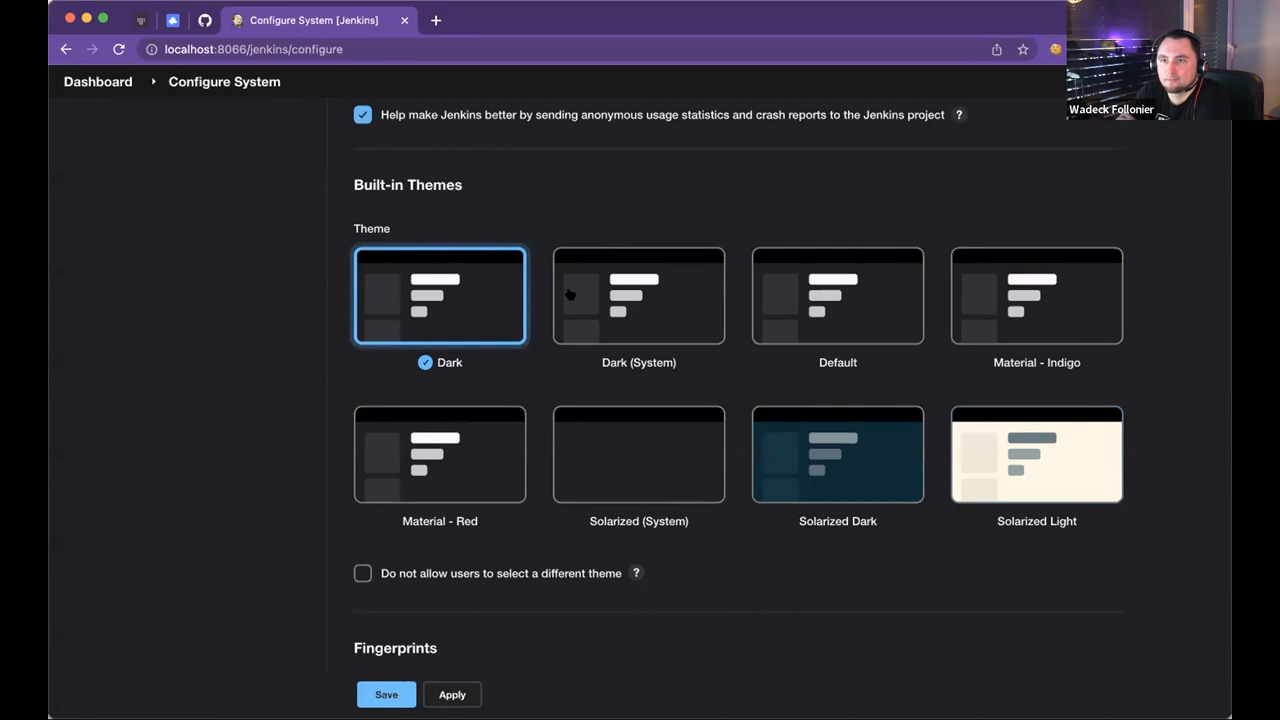 Configure System [Jenkins]
localhost:8066/jenkins/configure
Dashboard Configure System
Wadeck Follonier
Help make Jenkins better by sending anonymous usage statistics and crash reports to the Jenkins project ?
Built-in Themes
Theme
Dark Dark (System) Default Material - Indigo
Material - Red Solarized (System) Solarized Dark Solarized Light
Do not allow users to select a different theme ?
Fingerprints
Save Apply